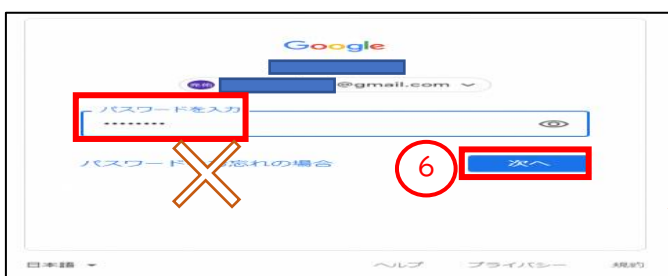 Google
@gmail.com
パスワードを入力
••••••••
パスワードをお忘れの場合
6
次へ
日本語
ヘルプ
プライバシー
規約